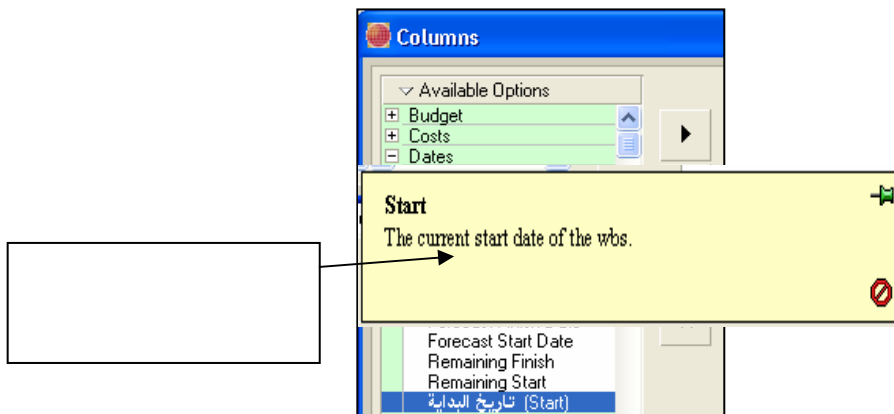 Columns
Available Options
Budget
Costs
Dates
Start
The current start date of the wbs.
Forecast Start Date
Remaining Finish
Remaining Start
تاريخ البداية (Start)